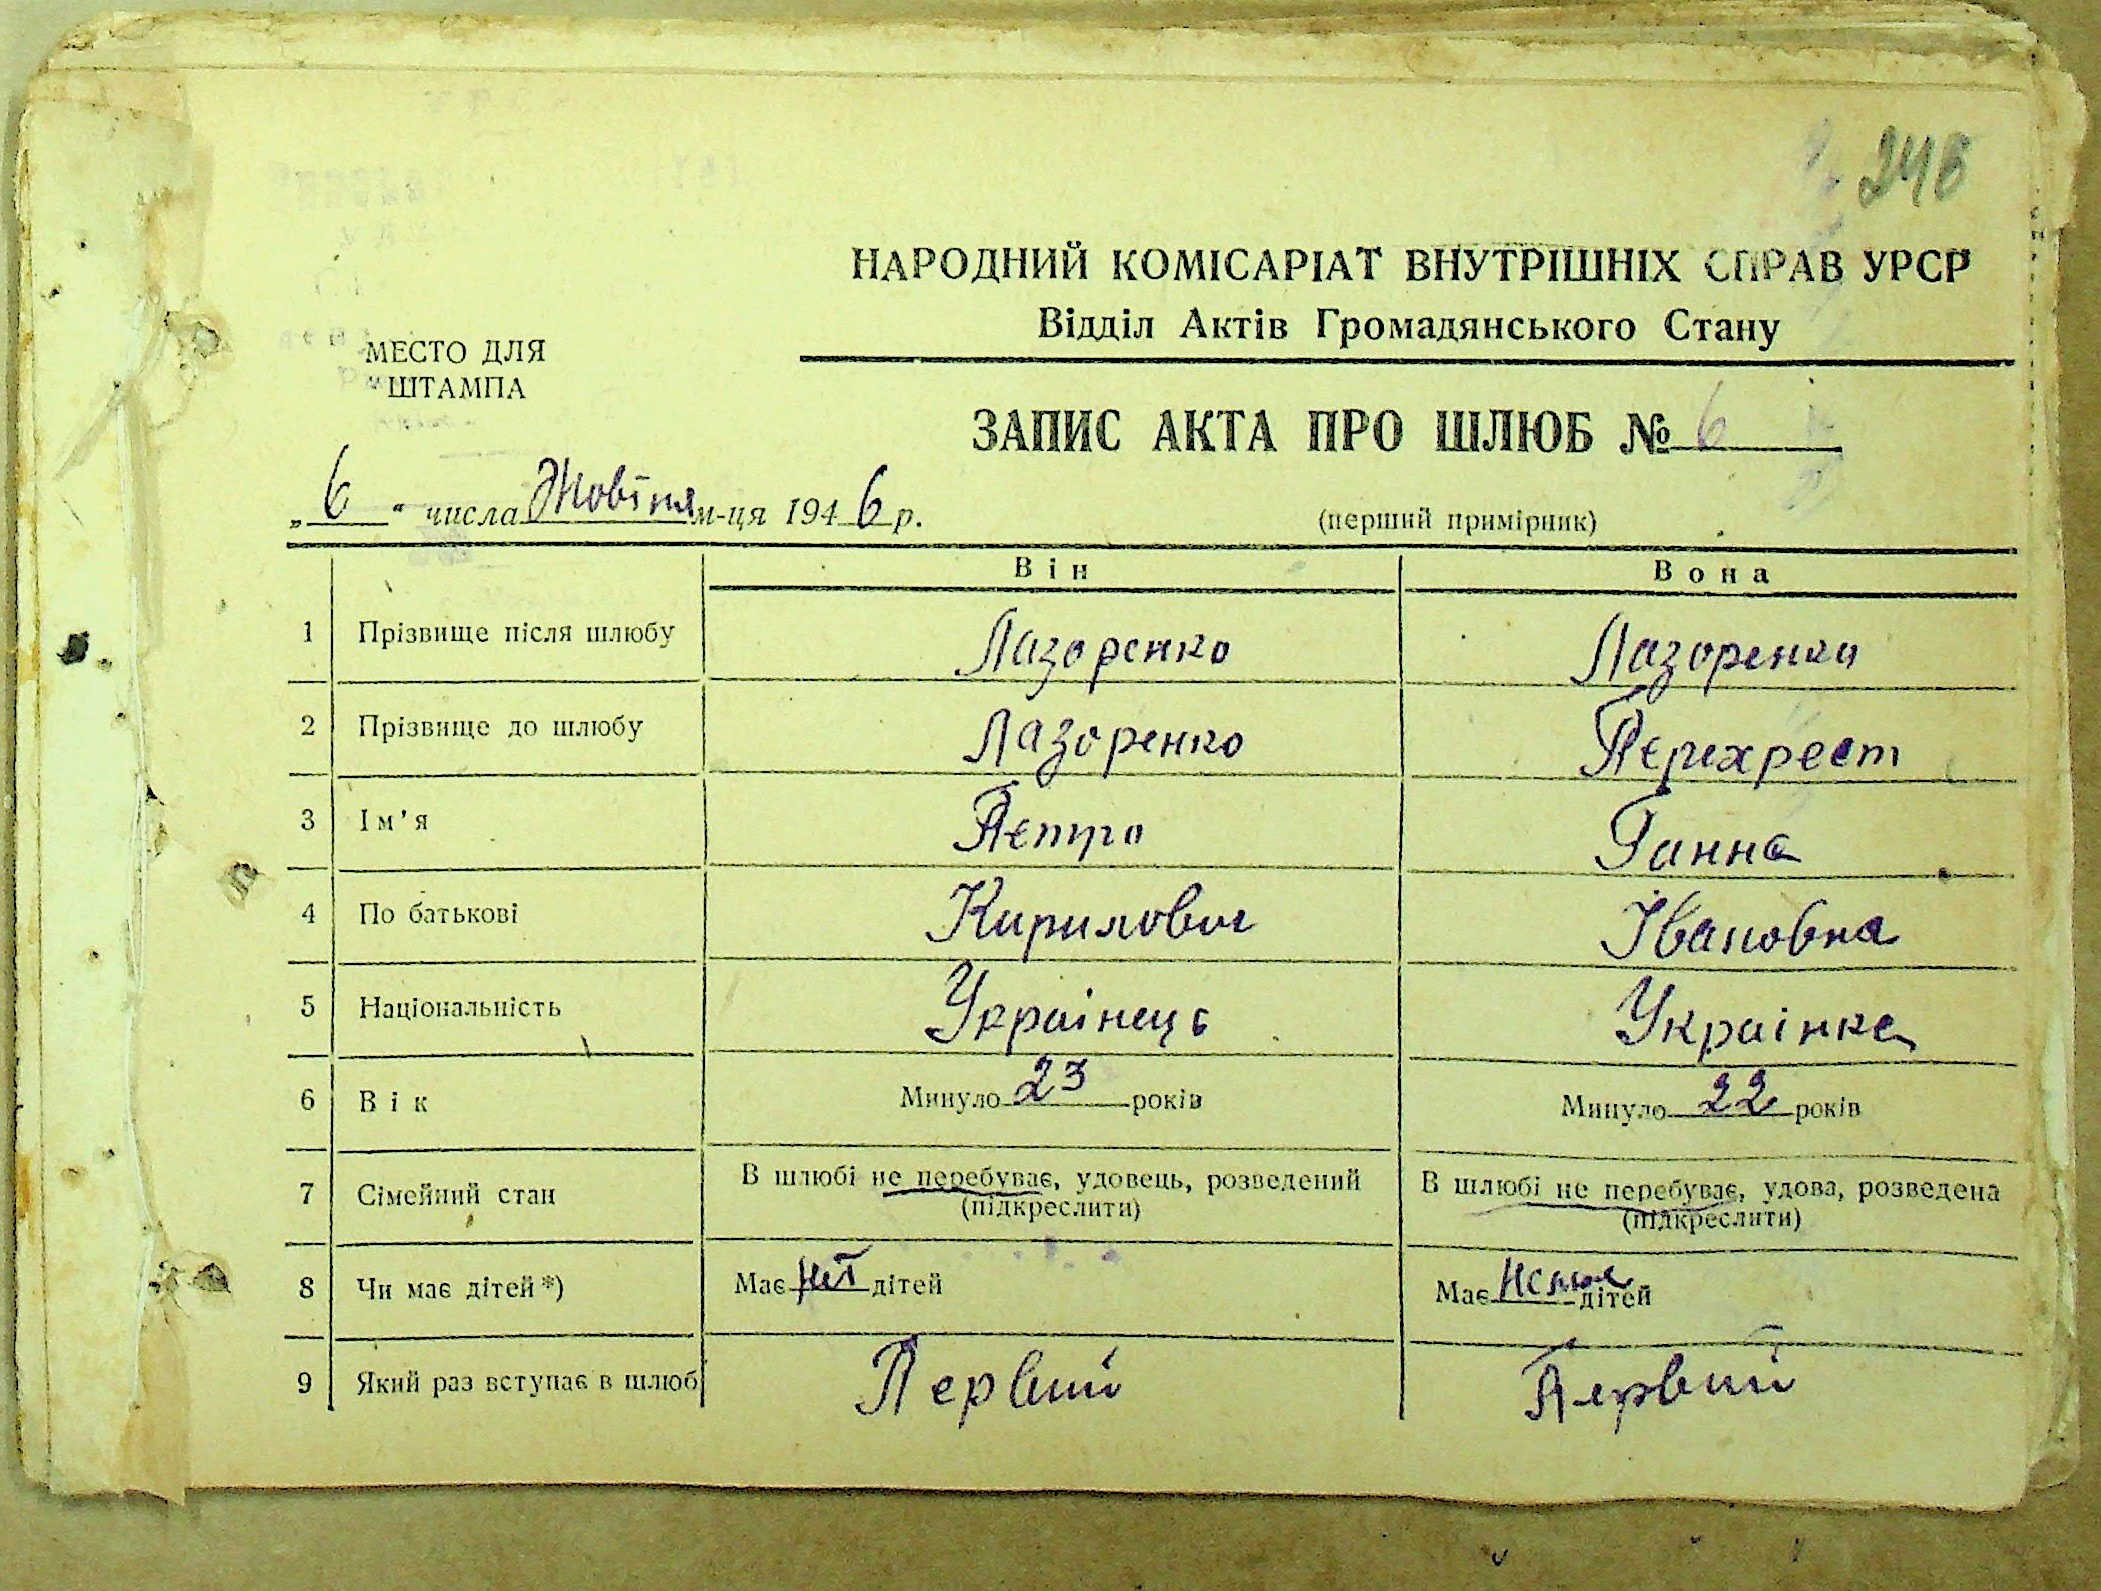 246
НАРОДНИЙ КОМІСАРІАТ ВНУТРІШНІХ СПРАВ УРСР
Відділ Актів Громадянського Стану
МЕСТО ДЛЯ
ШТАМПА
ЗАПИС АКТА ПРО ШЛЮБ № 6
„6“ числа Жовтня м-ця 1946 р.
(перший примірник)
Він Вона
1 Прізвище після шлюбу Лазоренко Лазоренко
2 Прізвище до шлюбу Лазоренко Перехрест
3 Ім’я Петро Ганна
4 По батькові Кирилович Івановна
5 Національність Украінець Украінка
6 Вік Минуло 23 років Минуло 22 років
7 Сімейний стан В шлюбі не перебуває, удовець, розведений В шлюбі не перебуває, удова, розведена
(підкреслити) (підкреслити)
8 Чи має дітей*) Має нет дітей Має немає дітей
9 Який раз вступає в шлюб Первий Первий